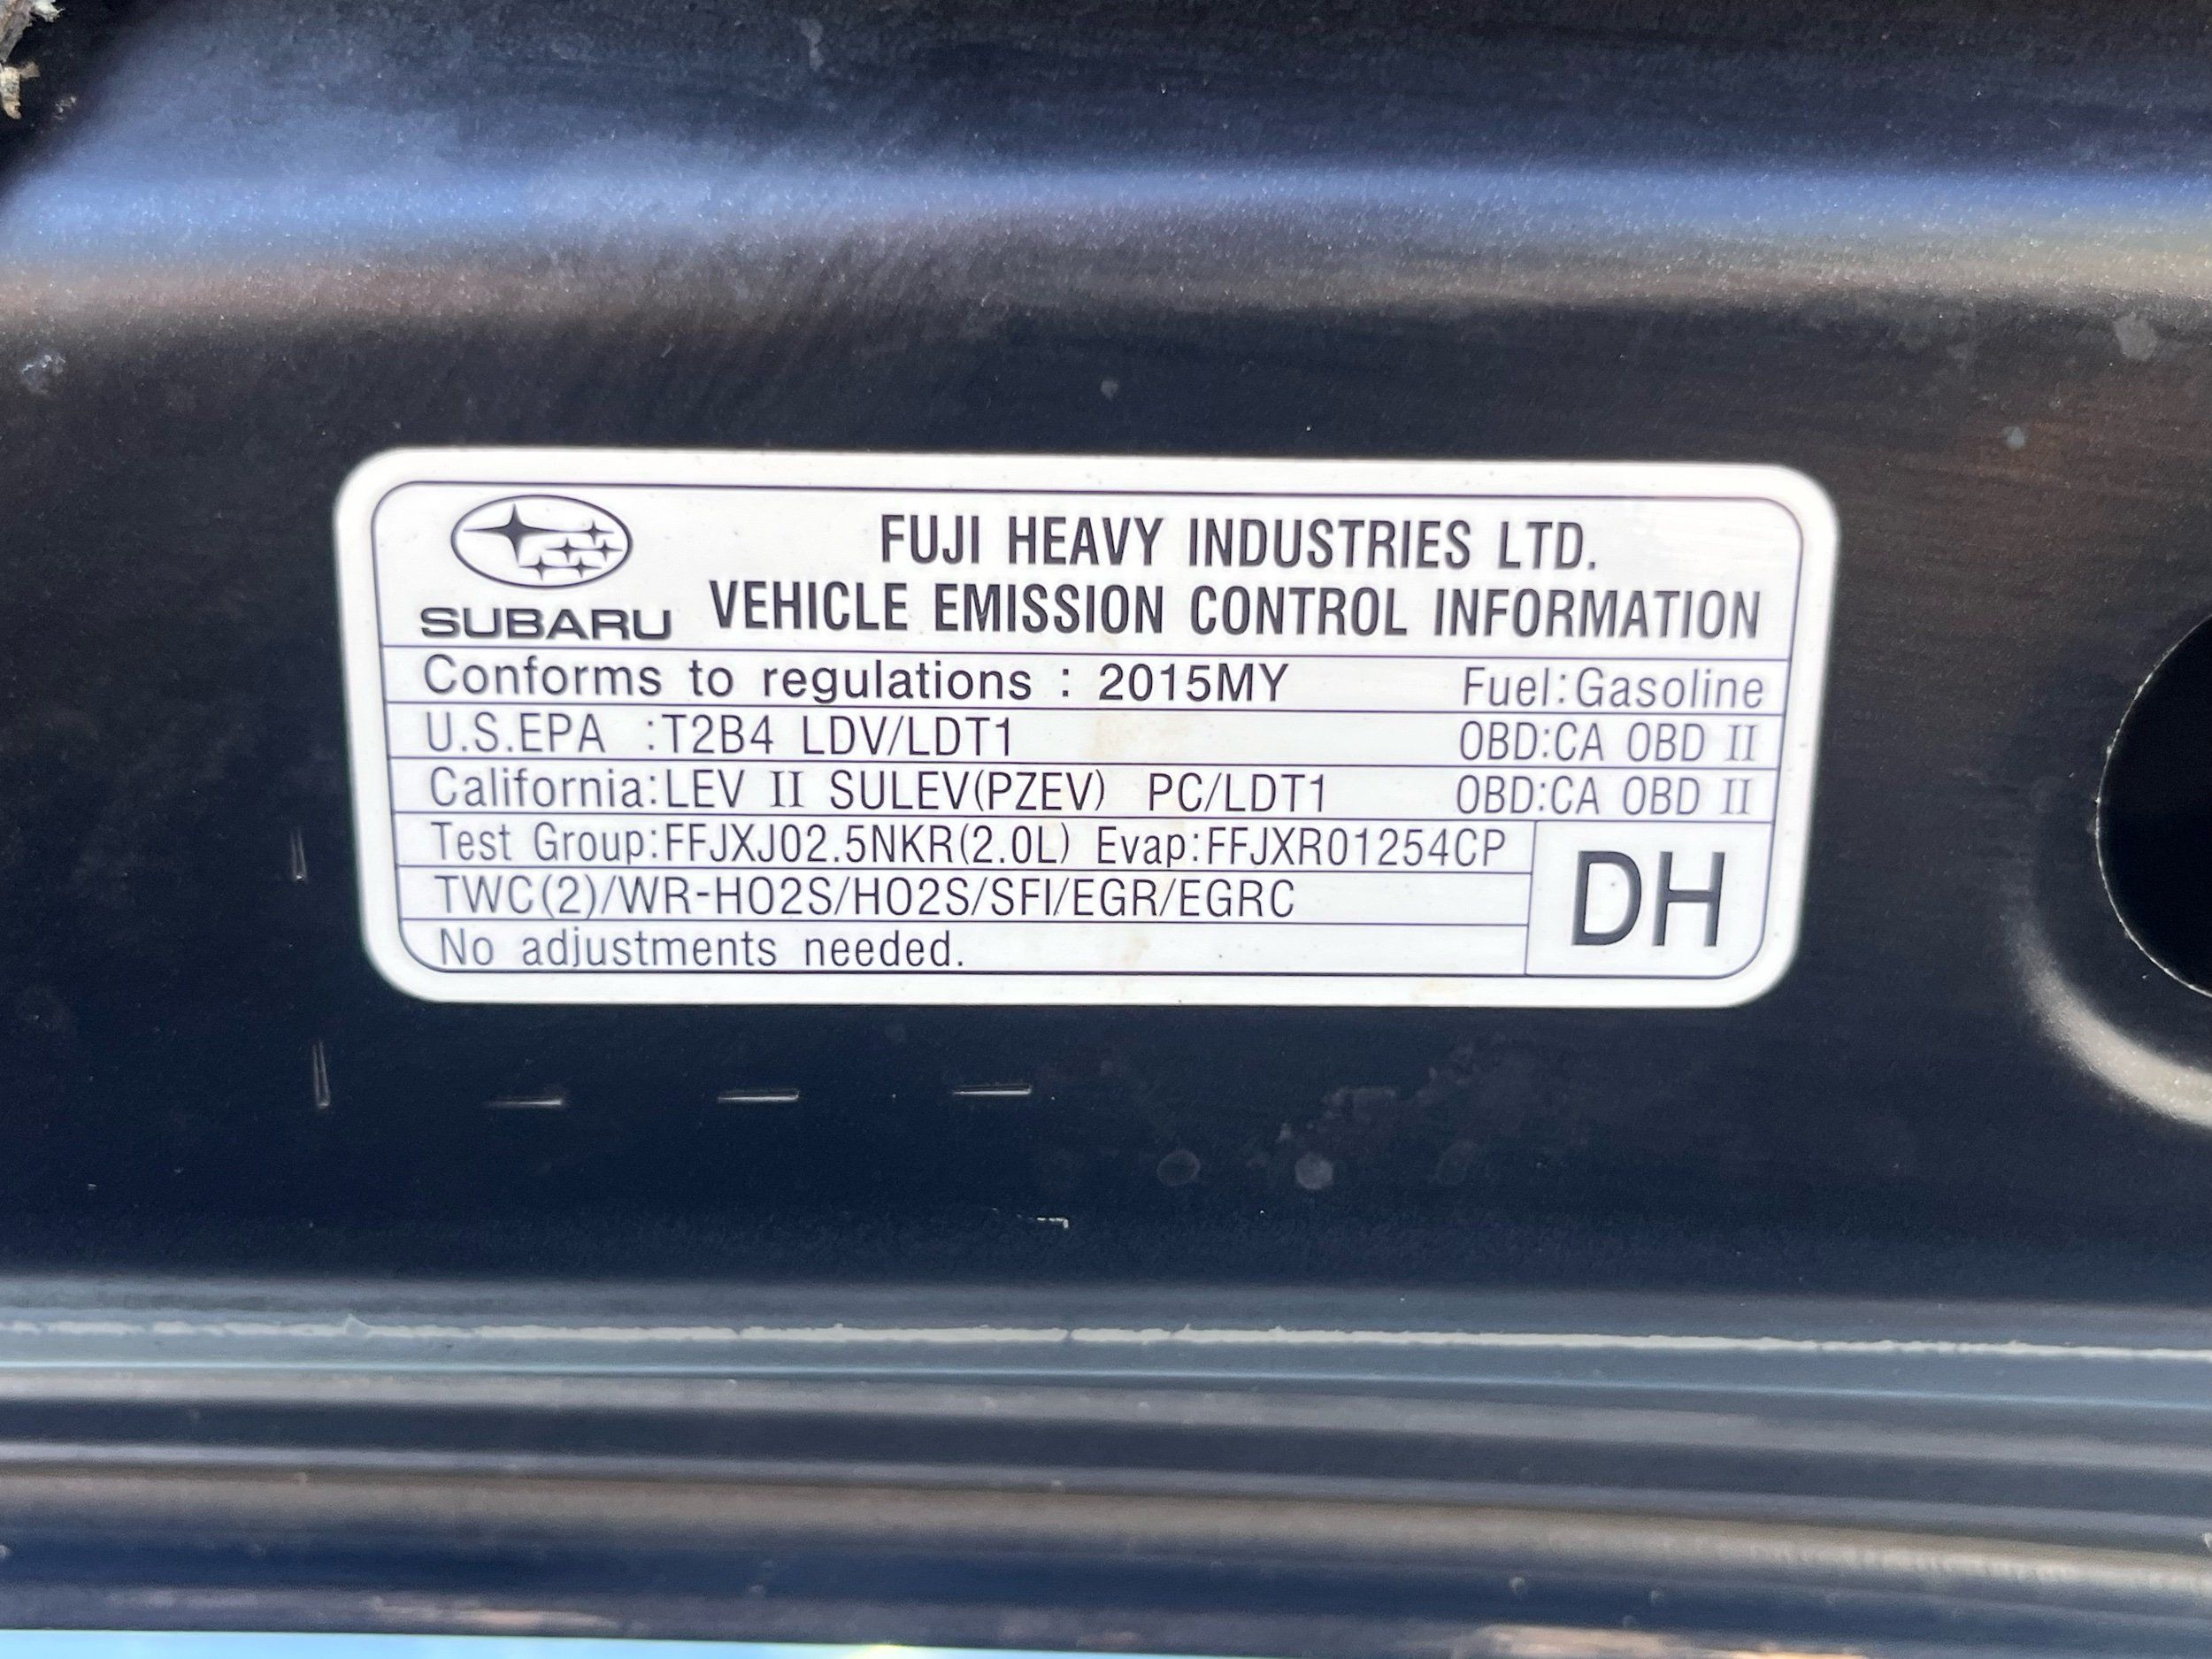 FUJI HEAVY INDUSTRIES LTD.
SUBARU VEHICLE EMISSION CONTROL INFORMATION
Conforms to regulations : 2015MY Fuel:Gasoline
U.S.EPA :T2B4 LDV/LDT1 OBD:CA OBD II
California:LEV II SULEV(PZEV) PC/LDT1 OBD:CA OBD II
Test Group:FFJXJ02.5NKR(2.0L) Evap:FFJXR01254CP
TWC(2)/WR-HO2S/HO2S/SFI/EGR/EGRC
No adjustments needed.
DH